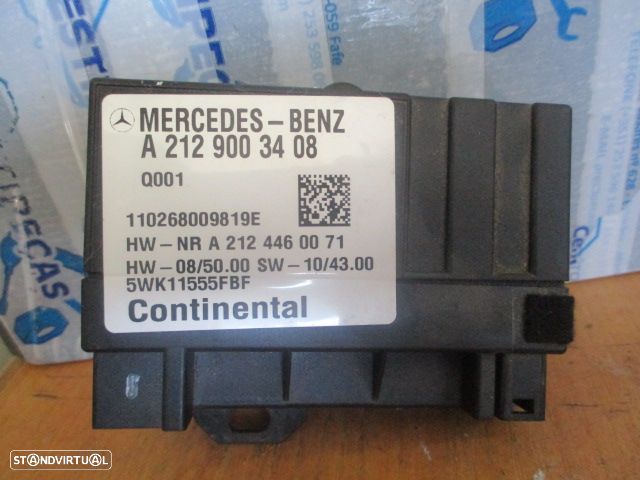 MERCEDES-BENZ
A 212 900 34 08
Q001
110268009819E
HW-NR A 212 446 00 71
HW-08/50.00 SW-10/43.00
5WK11555FBF
Continental
STANDVIRTUAL